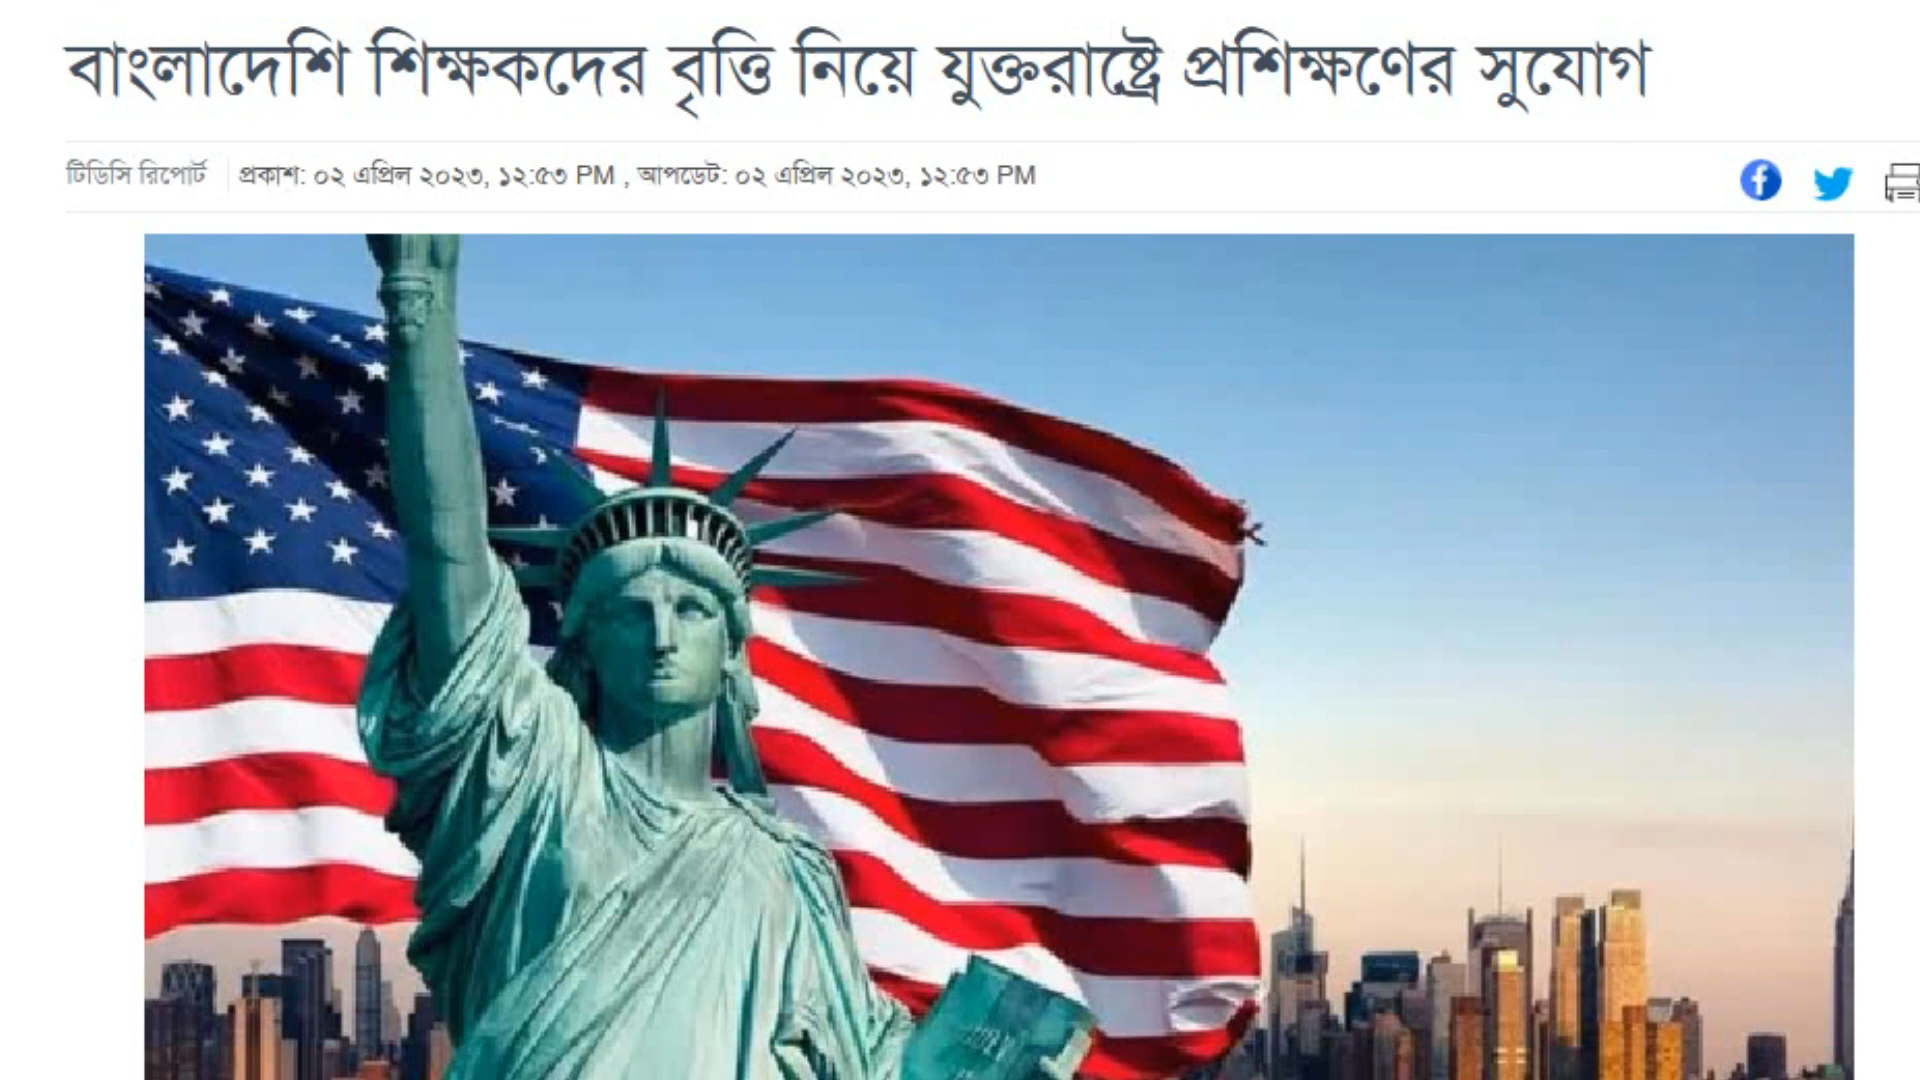 বাংলাদেশি শিক্ষকদের বৃত্তি নিয়ে যুক্তরাষ্ট্রে প্রশিক্ষণের সুযোগ
টিডিসি রিপোর্ট প্রকাশ: ০২ এপ্রিল ২০২৩, ১২:৫৩ PM , আপডেট: ০২ এপ্রিল ২০২৩, ১২:৫৩ PM